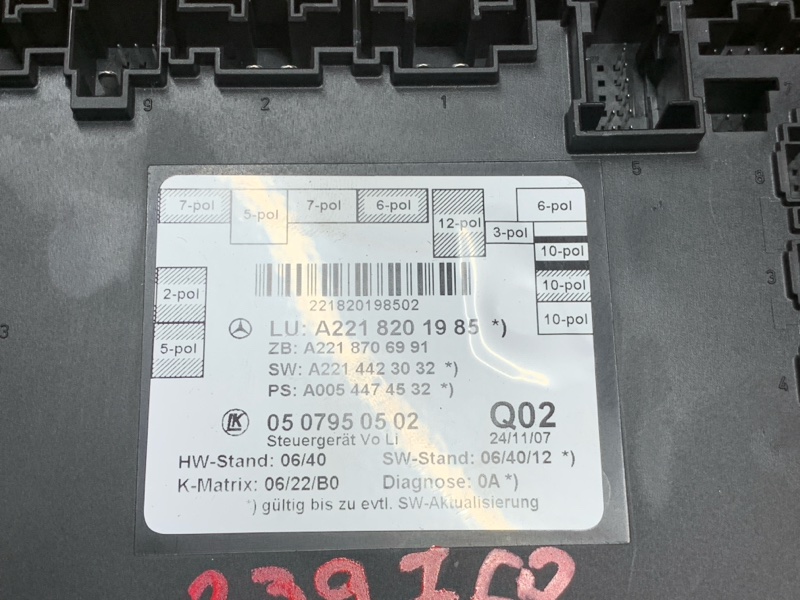 9 2 1
5
7-pol 5-pol 7-pol 6-pol 12-pol 3-pol 6-pol
10-pol
10-pol
10-pol
2-pol
5-pol
221820198502
LU: A221 820 19 85 *)
ZB: A221 870 69 91
SW: A221 442 30 32 *)
PS: A005 447 45 32 *)
LK 05 0795 05 02 Q02
Steuergerät Vo Li 24/11/07
HW-Stand: 06/40 SW-Stand: 06/40/12 *)
K-Matrix: 06/22/B0 Diagnose: 0A *)
*) gültig bis zu evtl. SW-Aktualisierung
3